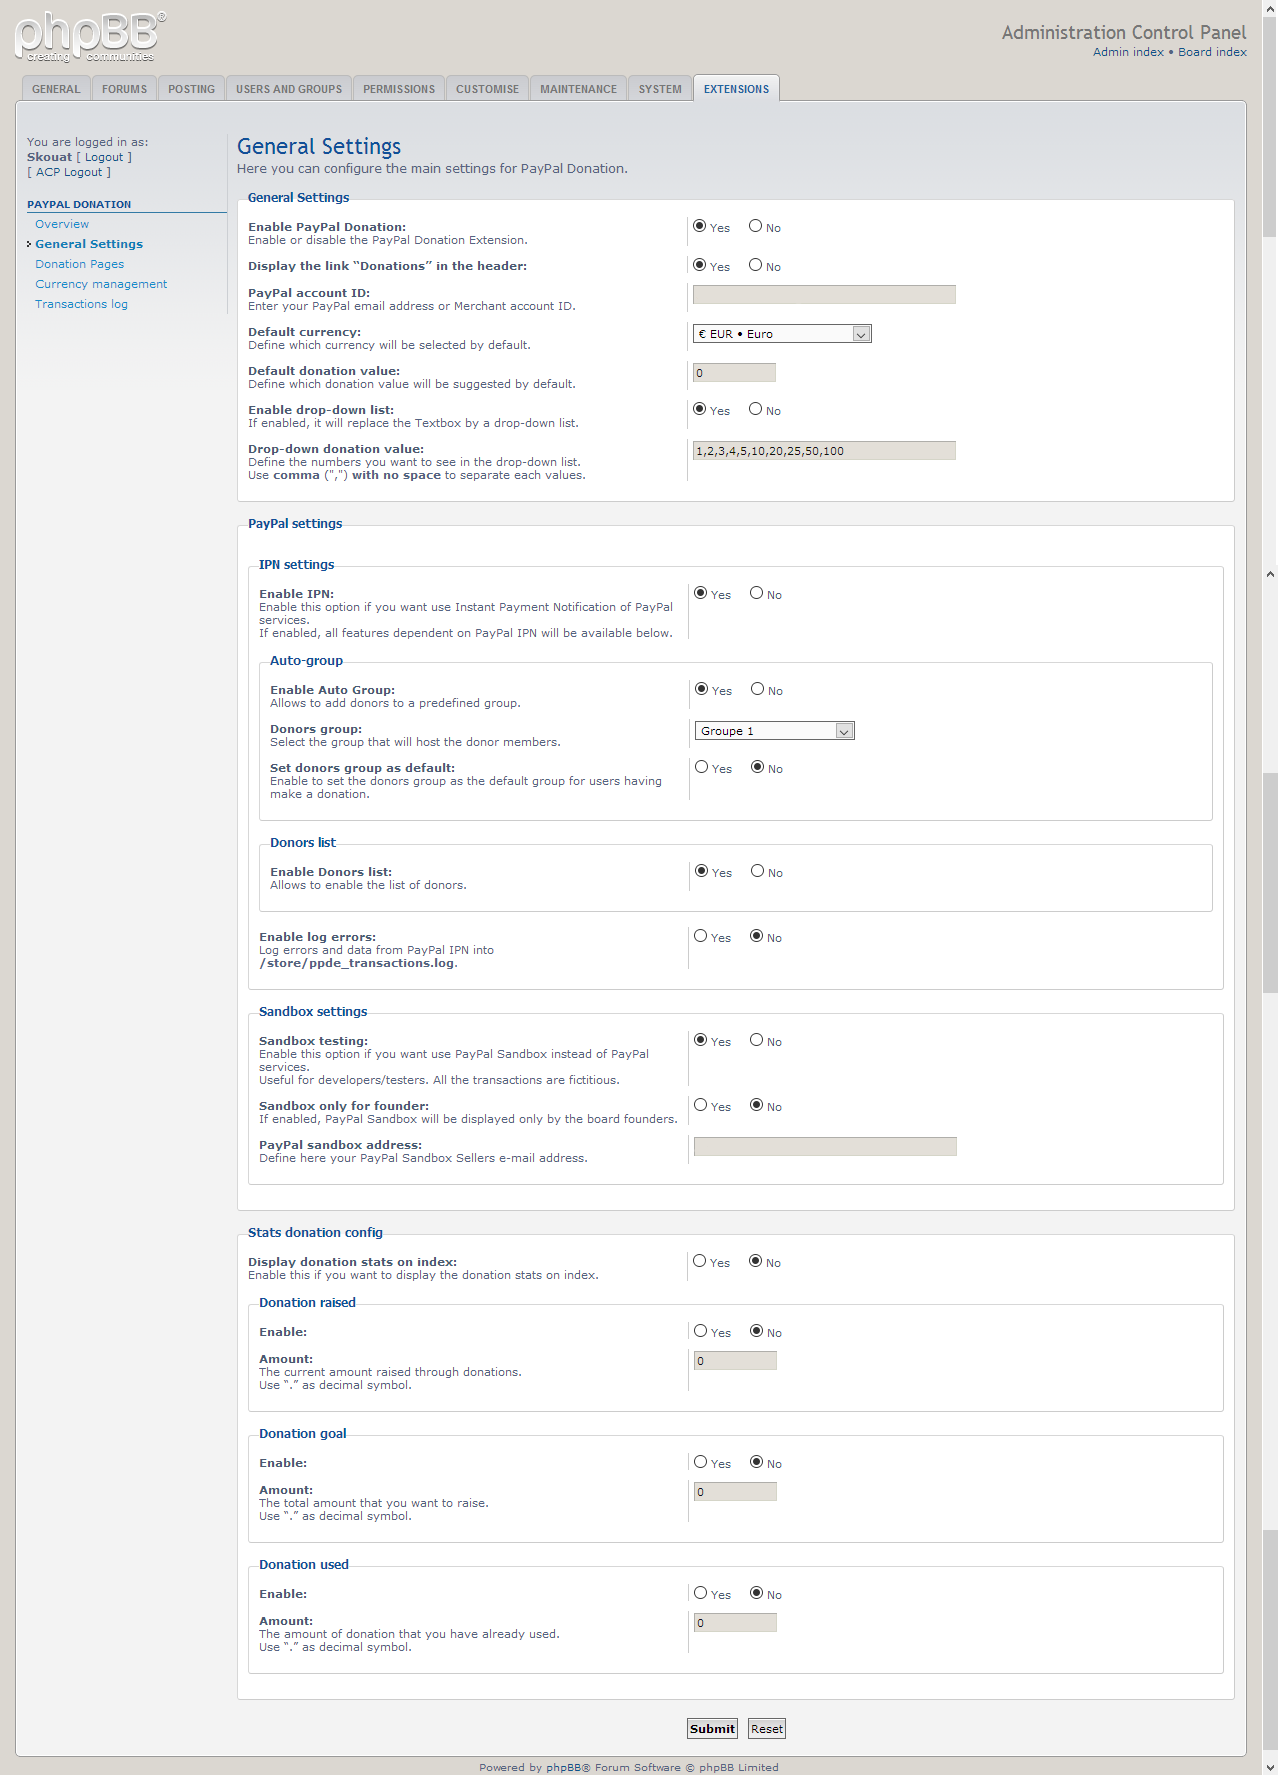 phpBB®
creating communities
Administration Control Panel
Admin index • Board index
GENERAL FORUMS POSTING USERS AND GROUPS PERMISSIONS CUSTOMISE MAINTENANCE SYSTEM EXTENSIONS
You are logged in as:
Skouat [ Logout ]
[ ACP Logout ]
PAYPAL DONATION
Overview
General Settings
Donation Pages
Currency management
Transactions log
General Settings
Here you can configure the main settings for PayPal Donation.
General Settings
Enable PayPal Donation: Yes No
Enable or disable the PayPal Donation Extension.
Display the link “Donations” in the header: Yes No
PayPal account ID:
Enter your PayPal email address or Merchant account ID.
Default currency: € EUR • Euro
Define which currency will be selected by default.
Default donation value: 0
Define which donation value will be suggested by default.
Enable drop-down list: Yes No
If enabled, it will replace the Textbox by a drop-down list.
Drop-down donation value: 1,2,3,4,5,10,20,25,50,100
Define the numbers you want to see in the drop-down list.
Use comma (",") with no space to separate each values.
PayPal settings
IPN settings
Enable IPN: Yes No
Enable this option if you want use Instant Payment Notification of PayPal
services.
If enabled, all features dependent on PayPal IPN will be available below.
Auto-group
Enable Auto Group: Yes No
Allows to add donors to a predefined group.
Donors group: Groupe 1
Select the group that will host the donor members.
Set donors group as default: Yes No
Enable to set the donors group as the default group for users having
make a donation.
Donors list
Enable Donors list: Yes No
Allows to enable the list of donors.
Enable log errors: Yes No
Log errors and data from PayPal IPN into
/store/ppde_transactions.log.
Sandbox settings
Sandbox testing: Yes No
Enable this option if you want use PayPal Sandbox instead of PayPal
services.
Useful for developers/testers. All the transactions are fictitious.
Sandbox only for founder: Yes No
If enabled, PayPal Sandbox will be displayed only by the board founders.
PayPal sandbox address:
Define here your PayPal Sandbox Sellers e-mail address.
Stats donation config
Display donation stats on index: Yes No
Enable this if you want to display the donation stats on index.
Donation raised
Enable: Yes No
Amount: 0
The current amount raised through donations.
Use “.” as decimal symbol.
Donation goal
Enable: Yes No
Amount: 0
The total amount that you want to raise.
Use “.” as decimal symbol.
Donation used
Enable: Yes No
Amount: 0
The amount of donation that you have already used.
Use “.” as decimal symbol.
Submit Reset
Powered by phpBB® Forum Software © phpBB Limited